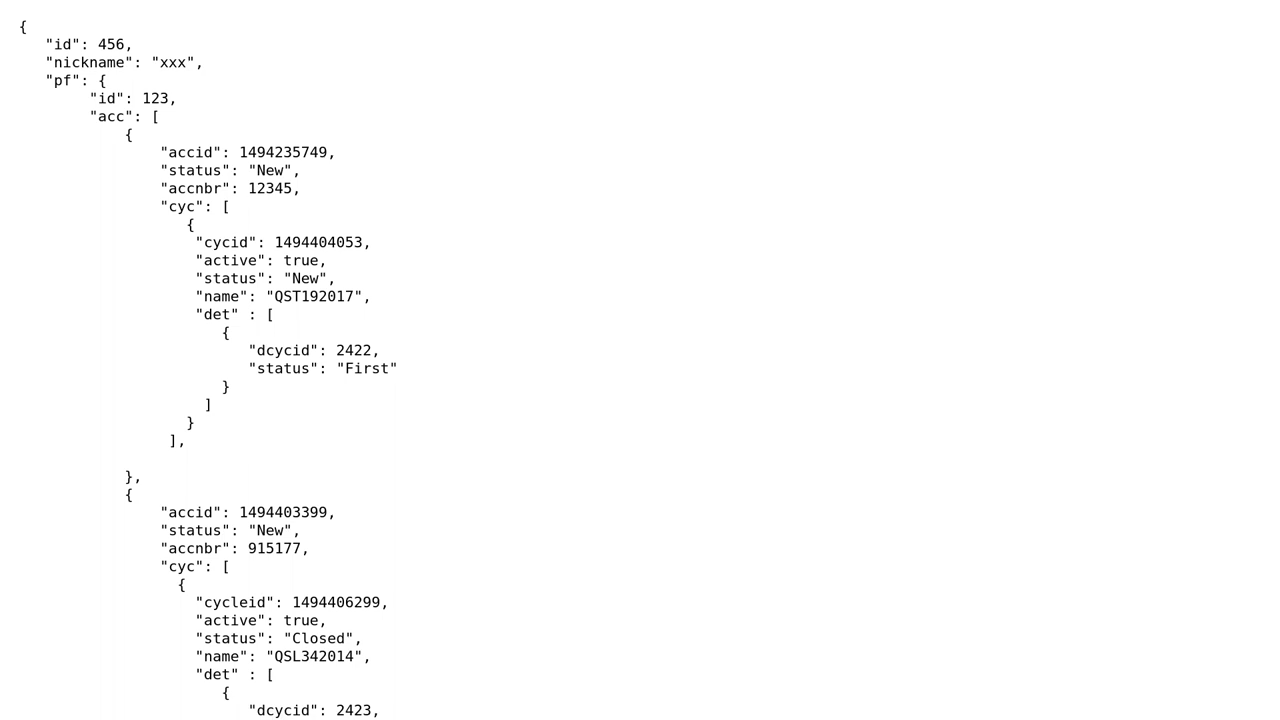 {
   "id": 456,
   "nickname": "xxx",
   "pf": {
        "id": 123,
        "acc": [
            {
                "accid": 1494235749,
                "status": "New",
                "accnbr": 12345,
                "cyc": [
                   {
                    "cycid": 1494404053,
                    "active": true,
                    "status": "New",
                    "name": "QST192017",
                    "det" : [
                       {
                          "dcycid": 2422,
                          "status": "First"
                       }
                     ]
                   }
                 ],

            },
            {
                "accid": 1494403399,
                "status": "New",
                "accnbr": 915177,
                "cyc": [
                  {
                    "cycleid": 1494406299,
                    "active": true,
                    "status": "Closed",
                    "name": "QSL342014",
                    "det" : [
                       {
                          "dcycid": 2423,